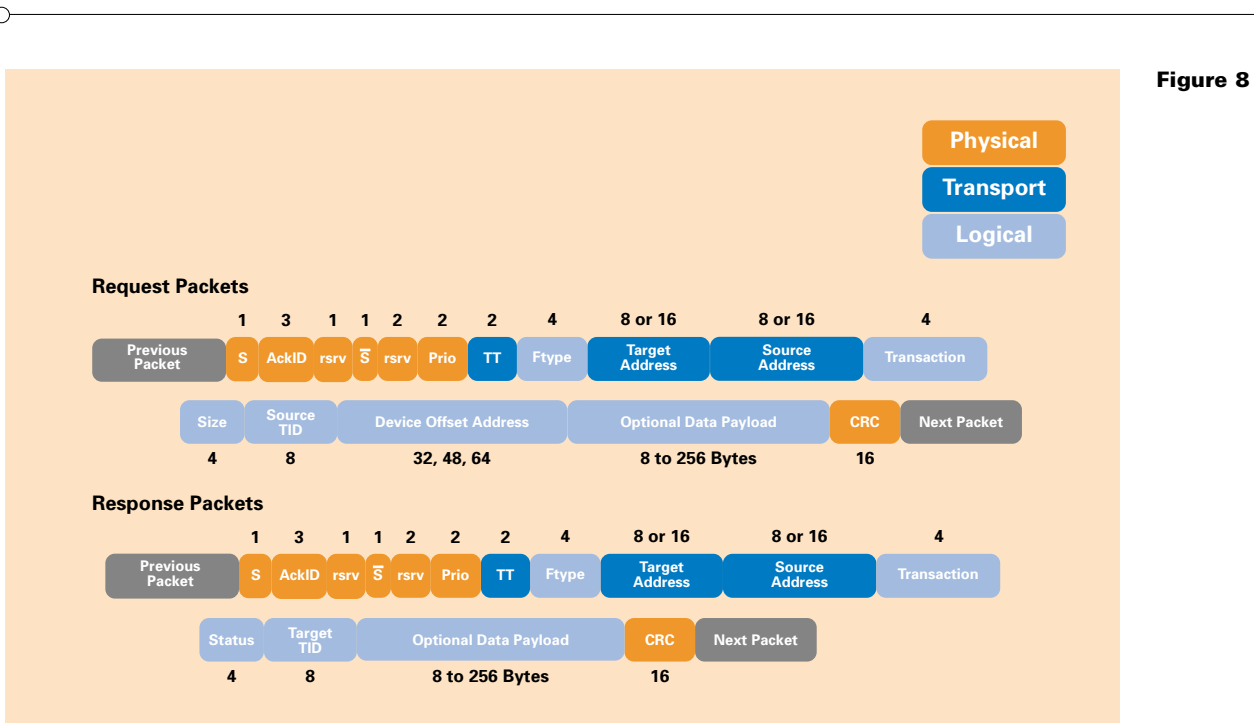 Figure 8
Physical
Transport
Logical
Request Packets
1 3 1 1 2 2 2 4 8 or 16 8 or 16 4
Previous Packet S AckID rsrv S̅ rsrv Prio TT Ftype Target Address Source Address Transaction
Size Source TID Device Offset Address Optional Data Payload CRC Next Packet
4 8 32, 48, 64 8 to 256 Bytes 16
Response Packets
1 3 1 1 2 2 2 4 8 or 16 8 or 16 4
Previous Packet S AckID rsrv S̅ rsrv Prio TT Ftype Target Address Source Address Transaction
Status Target TID Optional Data Payload CRC Next Packet
4 8 8 to 256 Bytes 16